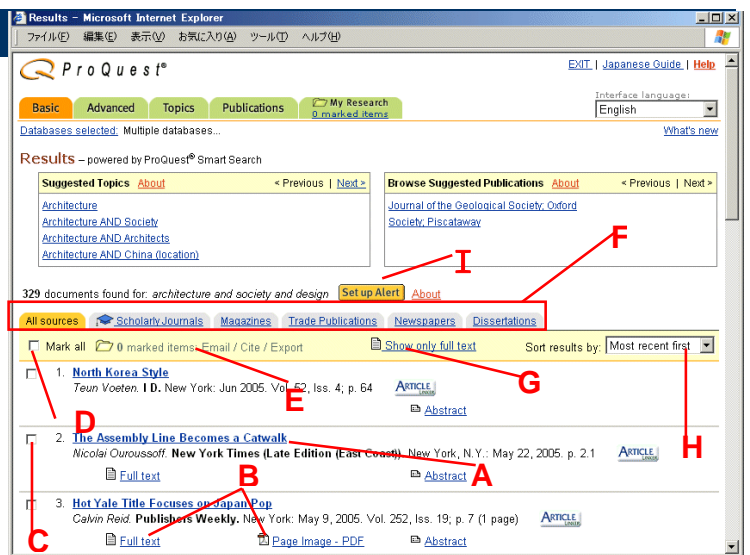 Results - Microsoft Internet Explorer
ファイル(F) 編集(E) 表示(V) お気に入り(A) ツール(T) ヘルプ(H)
ProQuest®
EXIT | Japanese Guide | Help
Interface language:
English
Basic Advanced Topics Publications My Research
0 marked items
Databases selected: Multiple databases...
What's new
Results – powered by ProQuest® Smart Search
Suggested Topics About < Previous | Next >
Architecture
Architecture AND Society
Architecture AND Architects
Architecture AND China (location)
Browse Suggested Publications About < Previous | Next >
Journal of the Geological Society; Oxford
Society; Piscataway
F
I
329 documents found for: architecture and society and design Set up Alert About
All sources Scholarly Journals Magazines Trade Publications Newspapers Dissertations
Mark all 0 marked items: Email / Cite / Export Show only full text Sort results by: Most recent first
1. North Korea Style
Teun Voeten. I D. New York: Jun 2005. Vol. 52, Iss. 4; p. 64 ARTICLE LINKER
Abstract
D
E
G
H
2. The Assembly Line Becomes a Catwalk
Nicolai Ouroussoff. New York Times (Late Edition (East Coast)). New York, N.Y.: May 22, 2005. p. 2.1 ARTICLE LINKER
Full text Abstract
B
A
C
3. Hot Yale Title Focuses on Japan Pop
Calvin Reid. Publishers Weekly. New York: May 9, 2005. Vol. 252, Iss. 19; p. 7 (1 page) ARTICLE LINKER
Full text Page Image - PDF Abstract